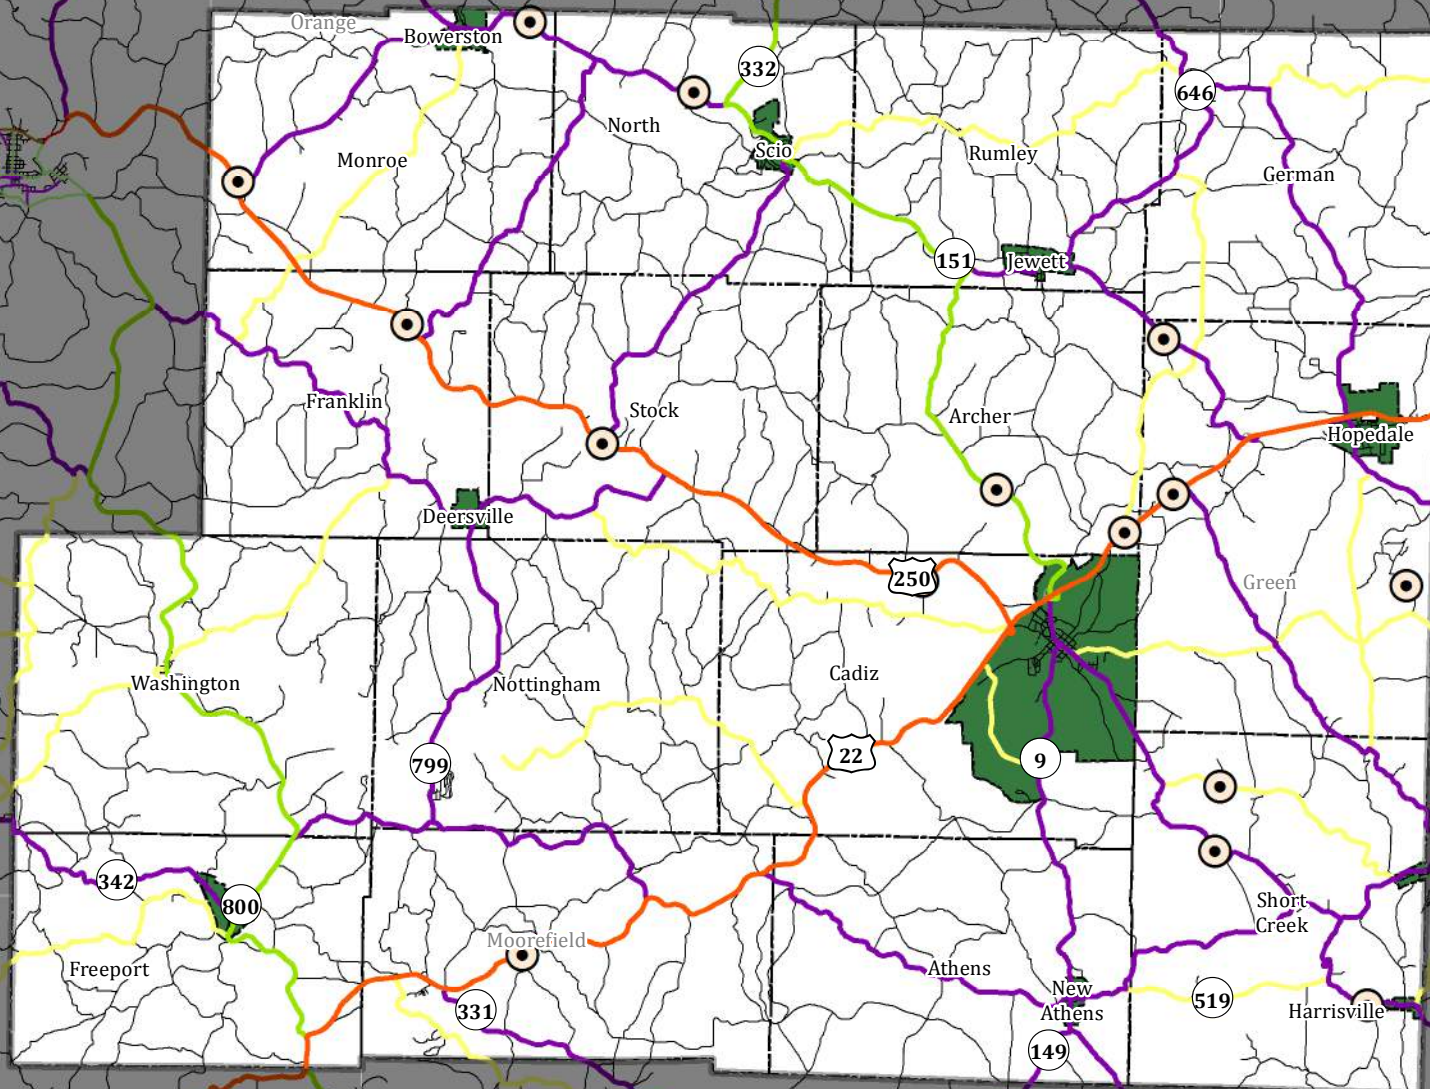 Orange
Bowerston
332
646
North
Scio
Rumley
Monroe
German
151
Jewett
Franklin
Stock
Archer
Hopedale
Deersville
250
Green
Washington
Nottingham
Cadiz
799
22
9
342
800
Short
Creek
Moorefield
Freeport
Athens
331
New
Athens
519
Harrisville
149